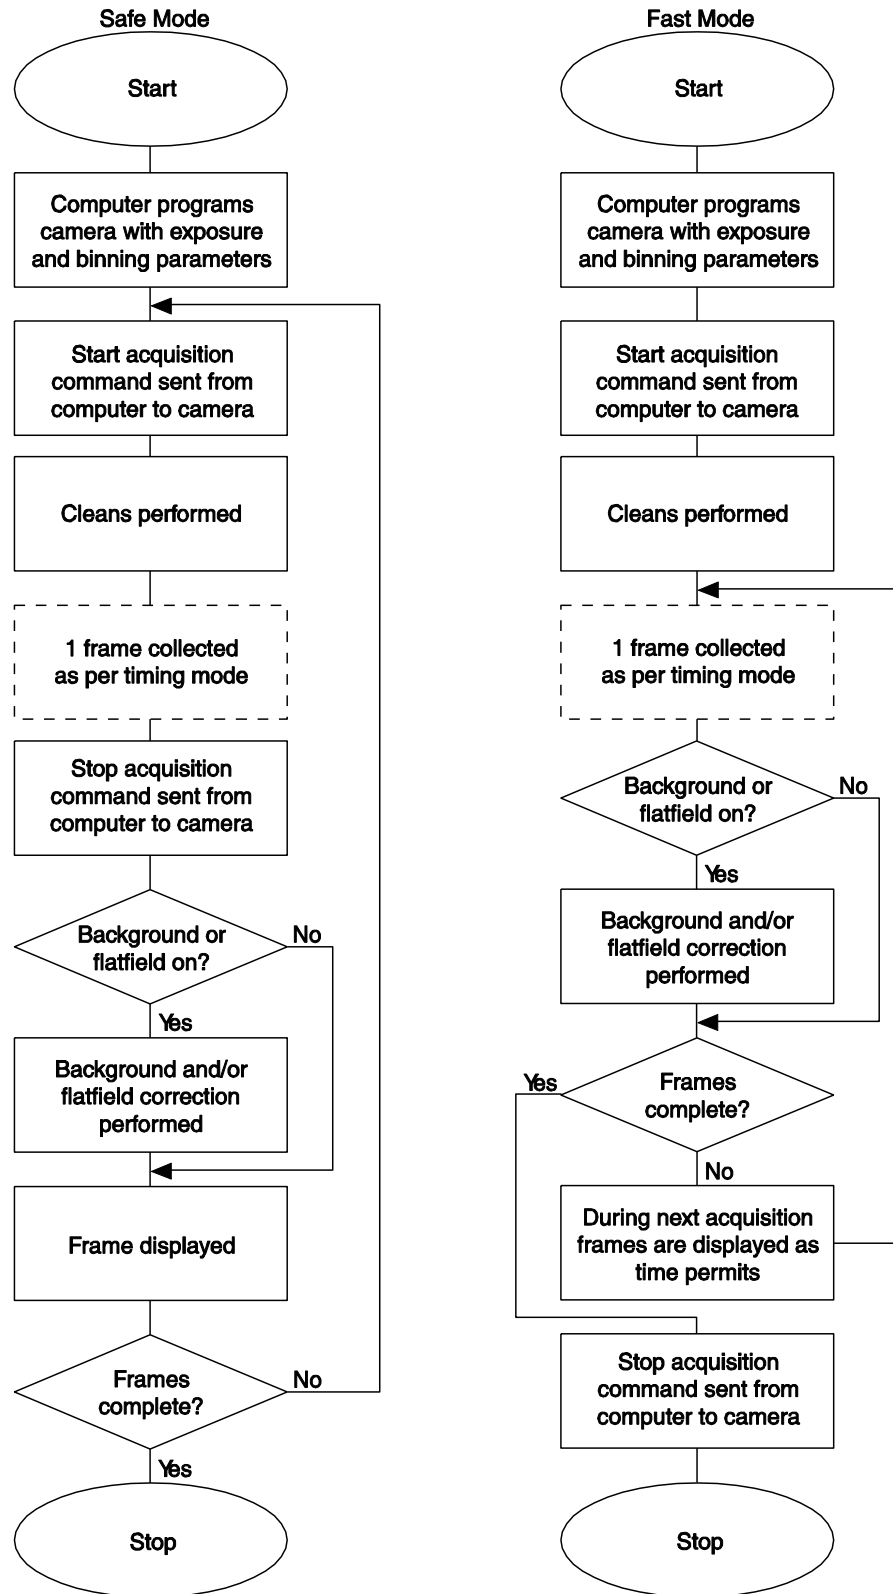 Safe Mode
Start
Computer programs
camera with exposure
and binning parameters
Start acquisition
command sent from
computer to camera
Cleans performed
1 frame collected
as per timing mode
Stop acquisition
command sent from
computer to camera
Background or
flatfield on?
No
Yes
Background and/or
flatfield correction
performed
Frame displayed
Frames
complete?
No
Yes
Stop
Fast Mode
Start
Computer programs
camera with exposure
and binning parameters
Start acquisition
command sent from
computer to camera
Cleans performed
1 frame collected
as per timing mode
Background or
flatfield on?
No
Yes
Background and/or
flatfield correction
performed
Yes
Frames
complete?
No
During next acquisition
frames are displayed as
time permits
Stop acquisition
command sent from
computer to camera
Stop